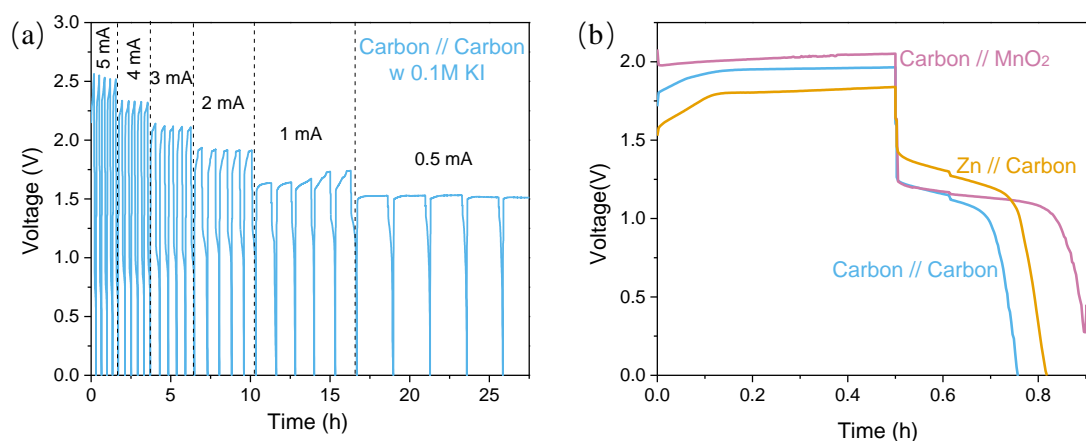 (a)
3.0
2.5
2.0
1.5
1.0
0.5
0.0
Voltage (V)
5 mA
4 mA
3 mA
2 mA
1 mA
0.5 mA
Carbon // Carbon
w 0.1M KI
0 5 10 15 20 25
Time (h)
(b)
2.0
1.5
1.0
0.5
0.0
Voltage(V)
Carbon // MnO₂
Zn // Carbon
Carbon // Carbon
0.0 0.2 0.4 0.6 0.8
Time (h)